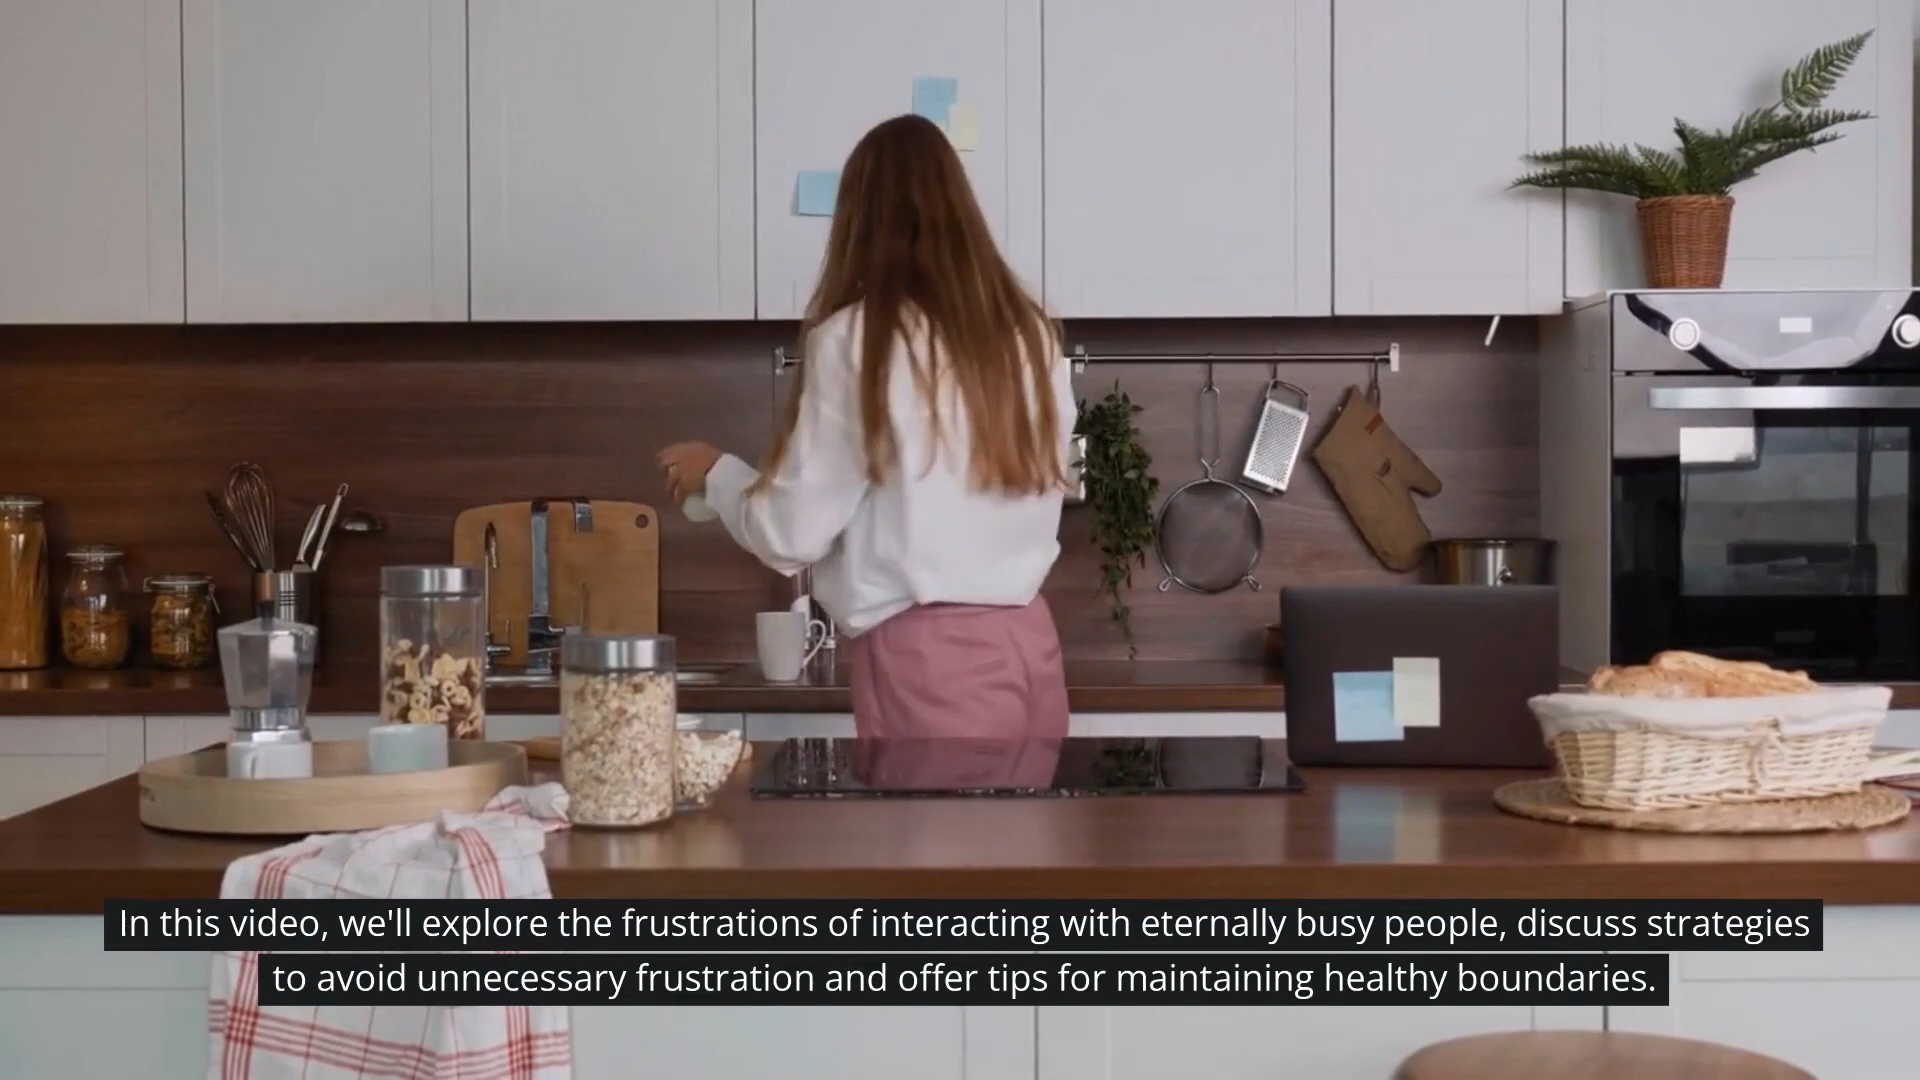 In this video, we'll explore the frustrations of interacting with eternally busy people, discuss strategies
to avoid unnecessary frustration and offer tips for maintaining healthy boundaries.